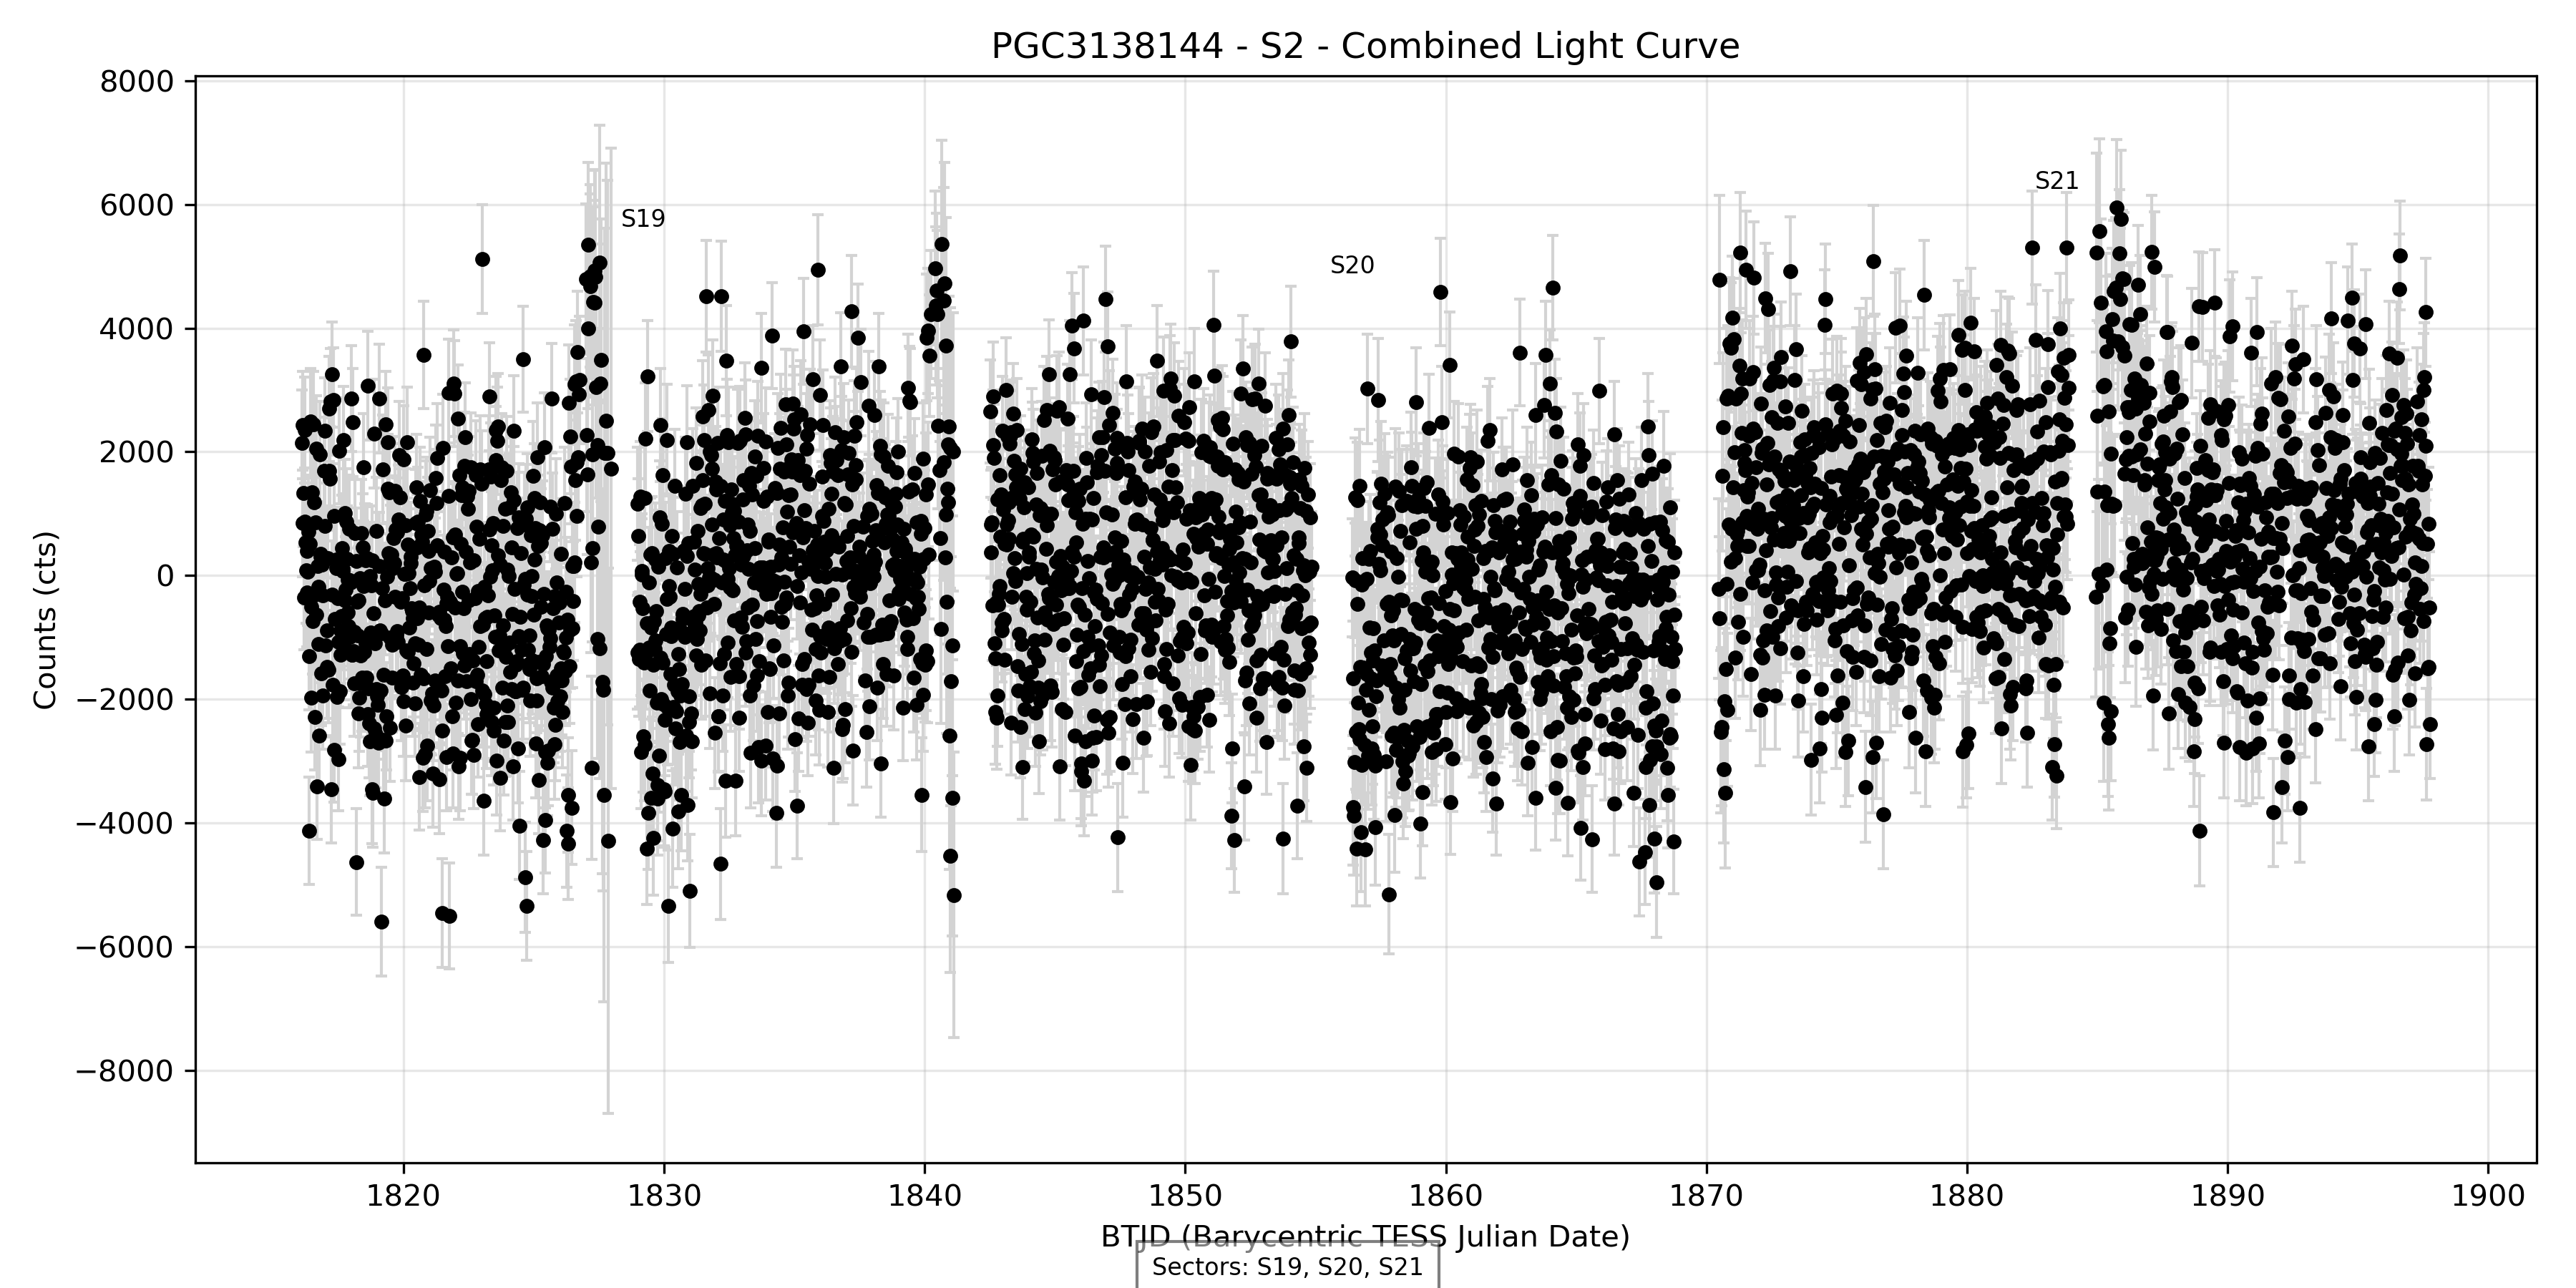 PGC3138144 - S2 - Combined Light Curve
8000
6000
4000
2000
0
−2000
−4000
−6000
−8000
Counts (cts)
S19
S20
S21
1820
1830
1840
1850
1860
1870
1880
1890
1900
BTJD (Barycentric TESS Julian Date)
Sectors: S19, S20, S21